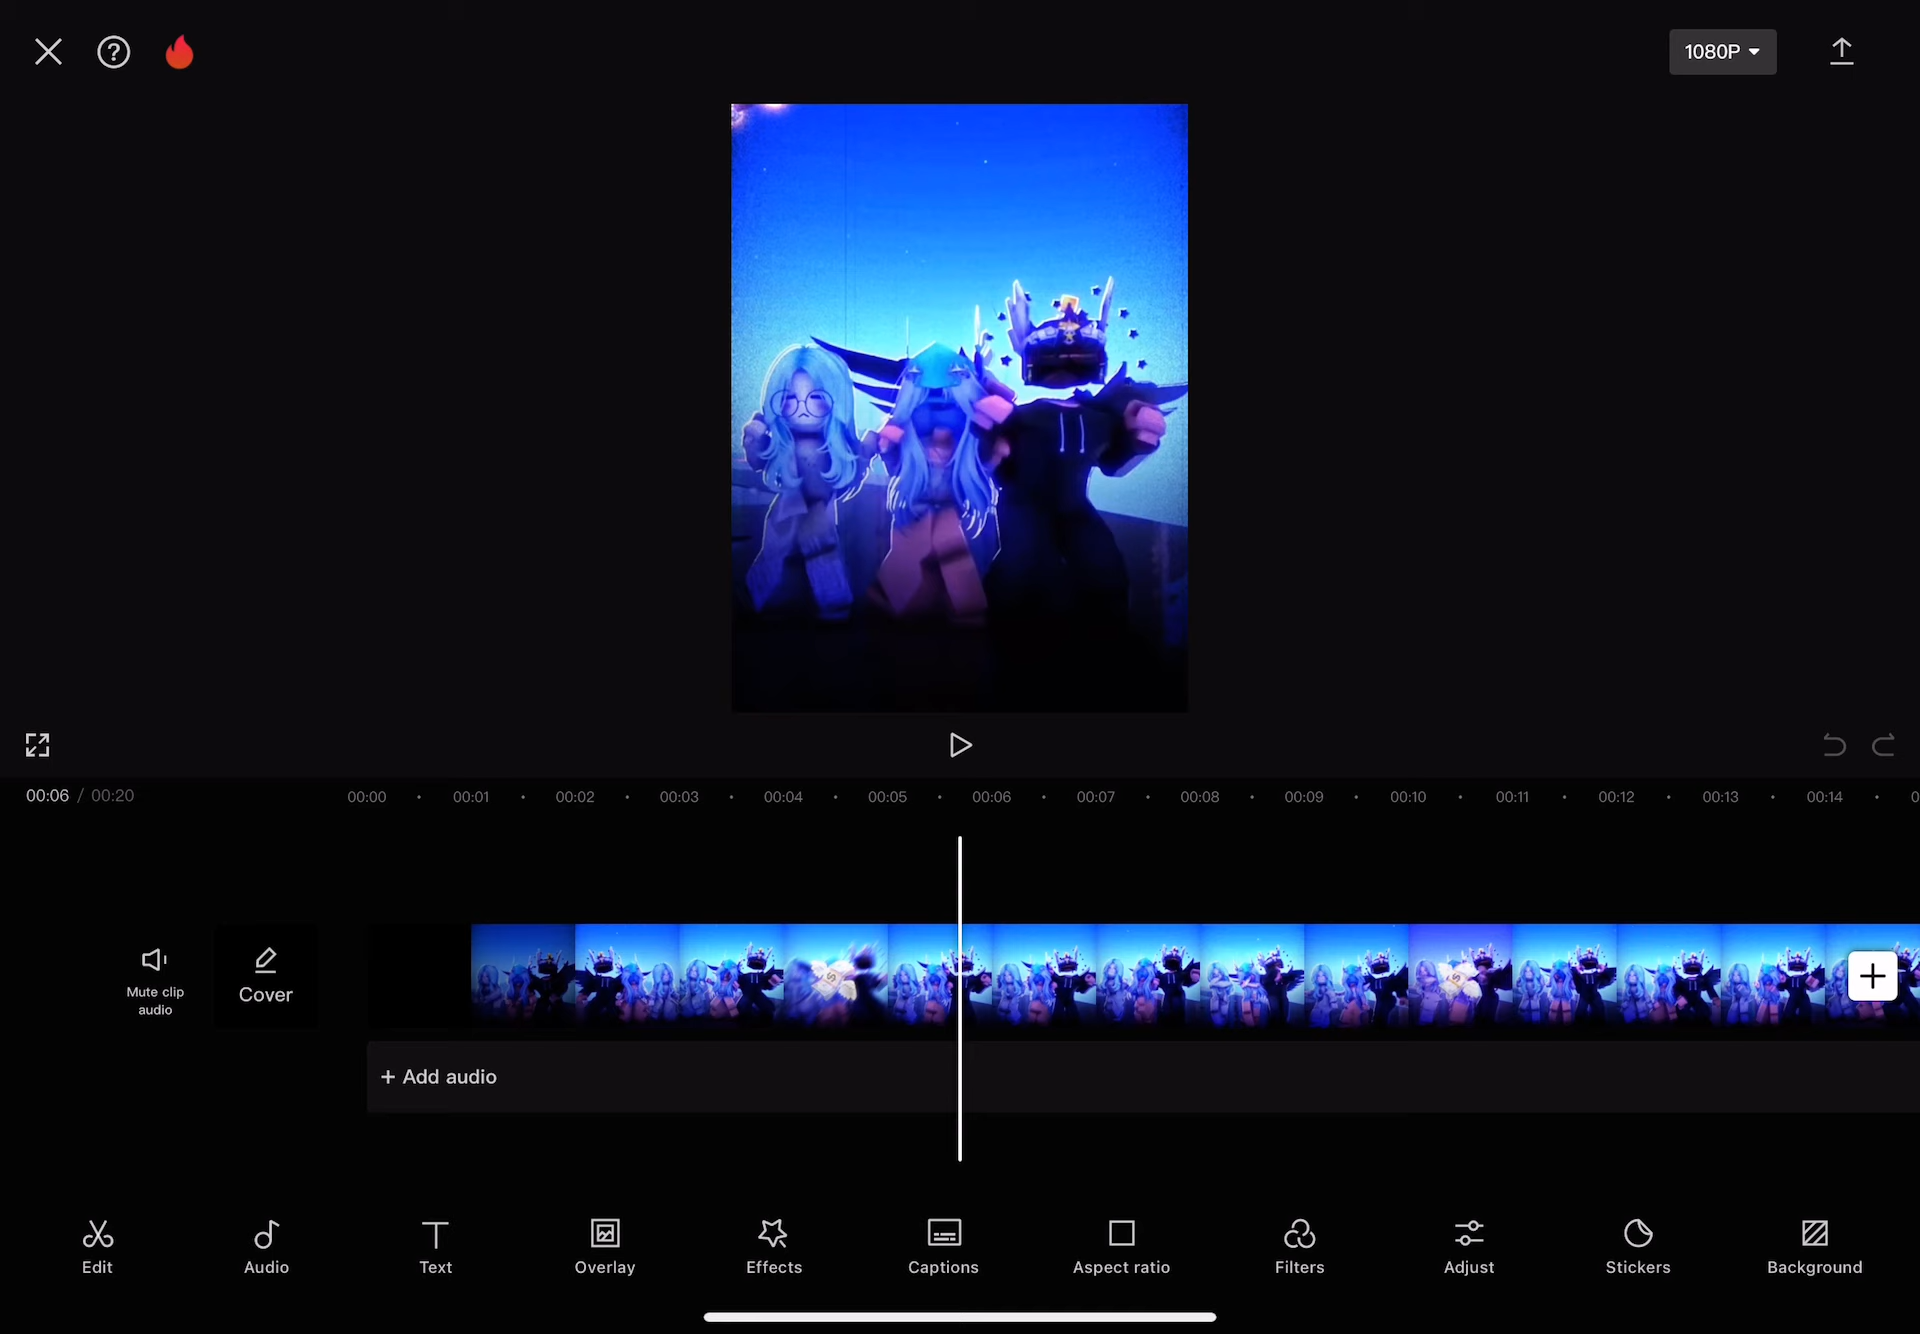 1080P
00:06 / 00:20
00:00 00:01 00:02 00:03 00:04 00:05 00:06 00:07 00:08 00:09 00:10 00:11 00:12 00:13 00:14
Mute clip
audio
Cover
+ Add audio
Edit Audio Text Overlay Effects Captions Aspect ratio Filters Adjust Stickers Background